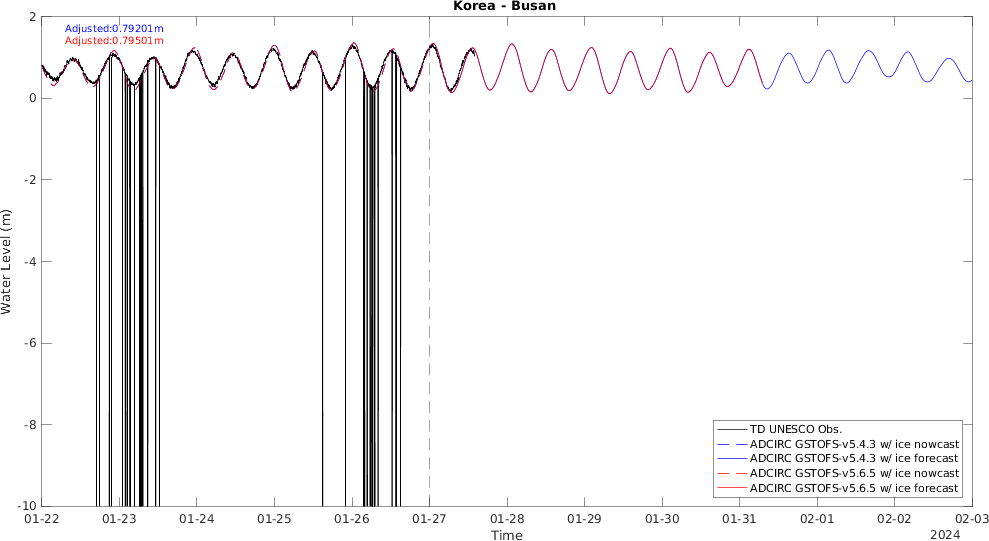 Korea - Busan
Adjusted:0.79201m
Adjusted:0.79501m
2
0
-2
-4
-6
-8
-10
Water Level (m)
TD UNESCO Obs.
ADCIRC GSTOFS-v5.4.3 w/ ice nowcast
ADCIRC GSTOFS-v5.4.3 w/ ice forecast
ADCIRC GSTOFS-v5.6.5 w/ ice nowcast
ADCIRC GSTOFS-v5.6.5 w/ ice forecast
01-22 01-23 01-24 01-25 01-26 01-27 01-28 01-29 01-30 01-31 02-01 02-02 02-03
Time
2024